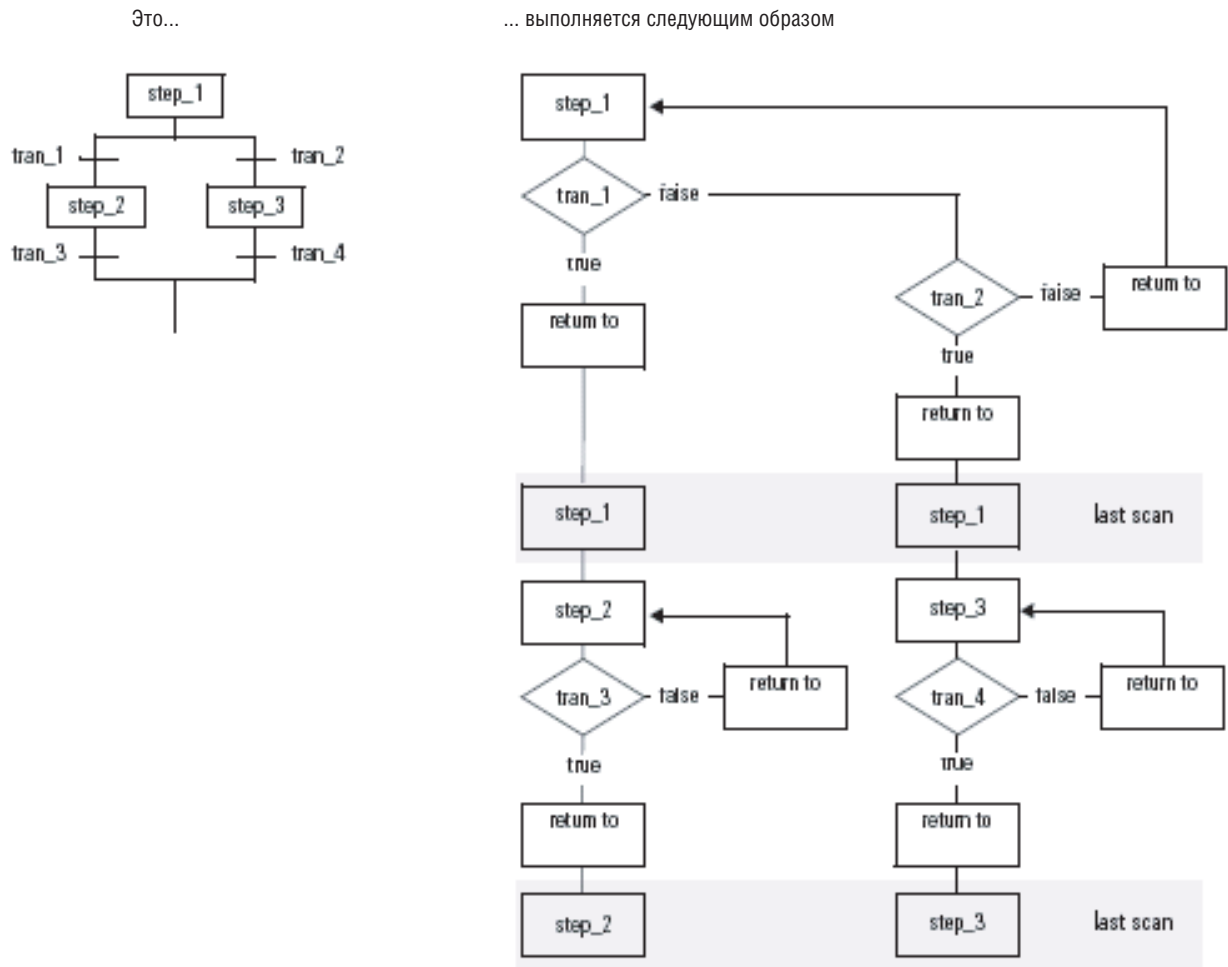 Это...
... выполняется следующим образом
step_1
tran_1
tran_2
step_2
step_3
tran_3
tran_4
step_1
tran_1
false
true
return to
tran_2
false
return to
true
return to
step_1
step_1
last scan
step_2
step_3
tran_3
false
return to
tran_4
false
return to
true
true
return to
return to
step_2
step_3
last scan